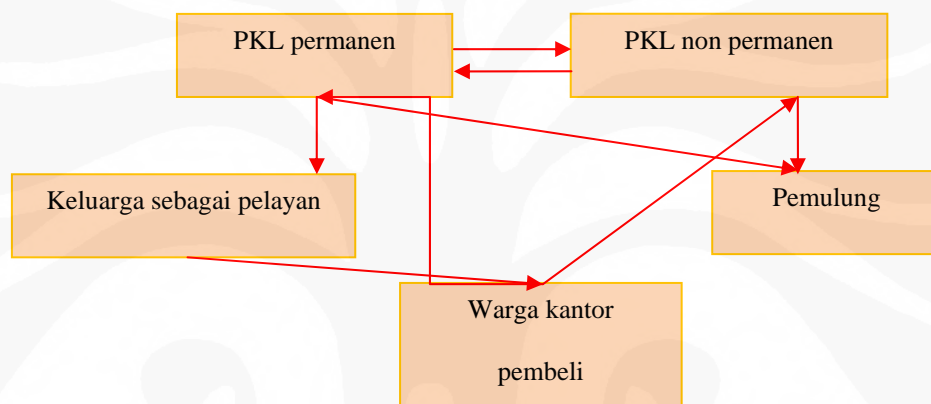 PKL permanen
PKL non permanen
Keluarga sebagai pelayan
Pemulung
Warga kantor
pembeli